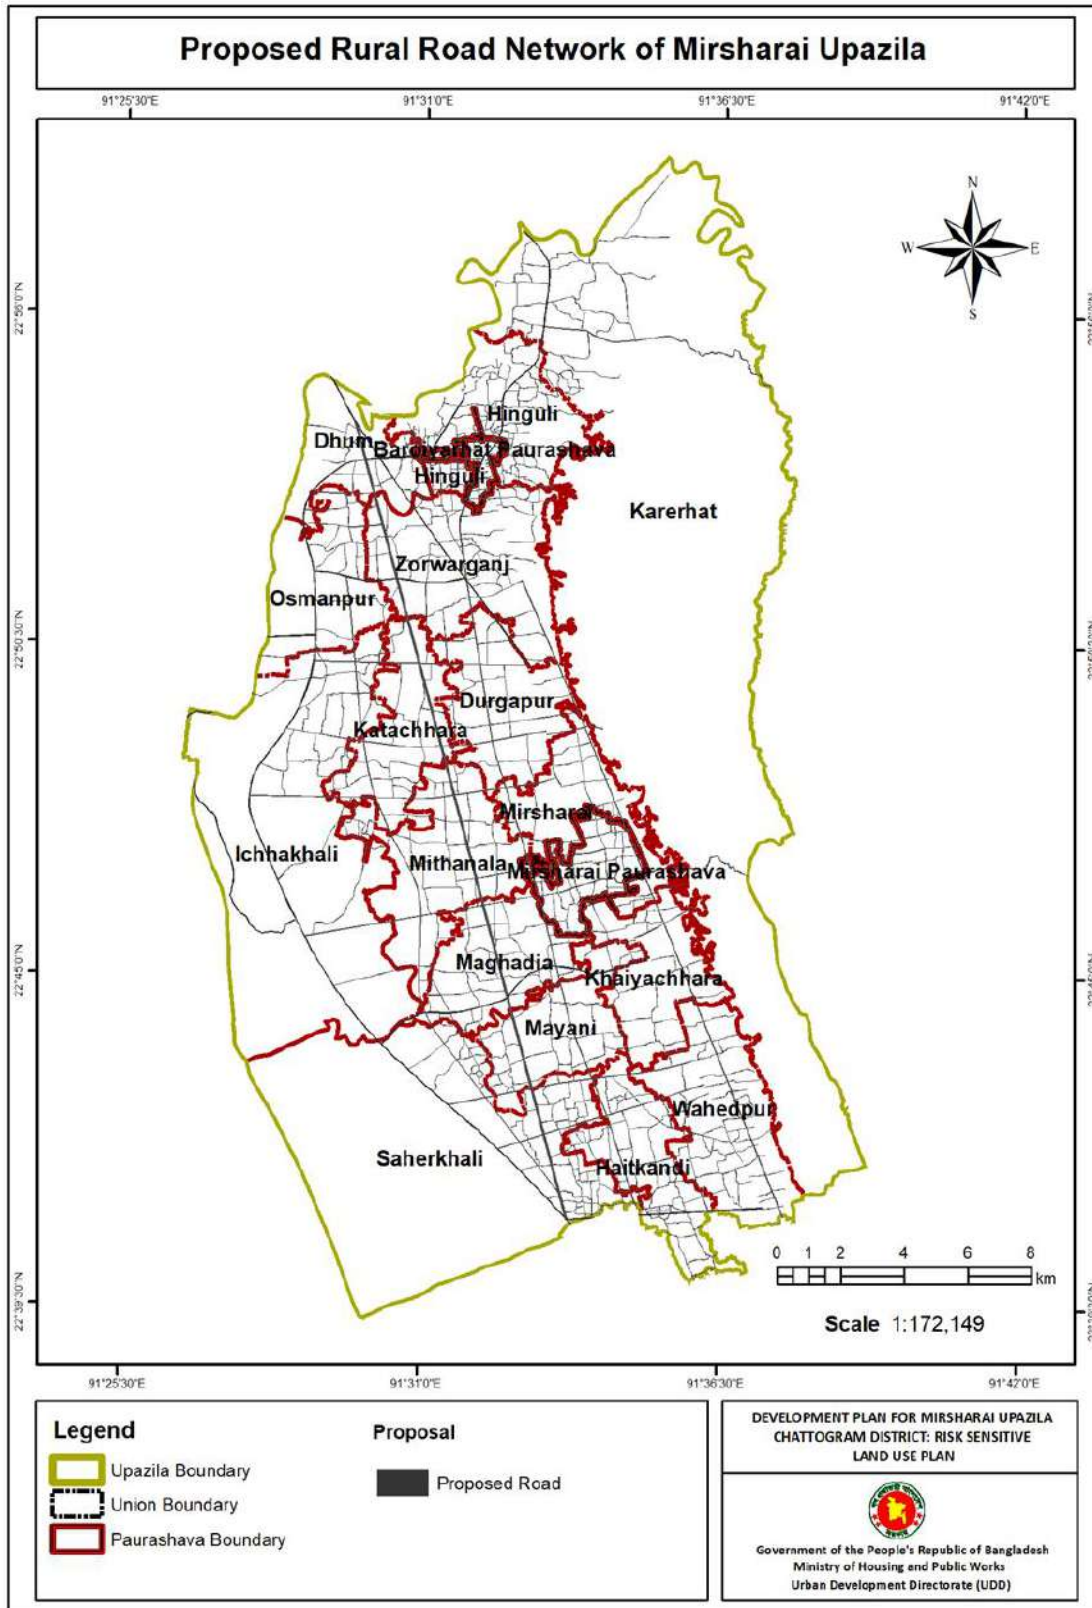 Proposed Rural Road Network of Mirsharai Upazila
91°25'30"E 91°31'0"E 91°36'30"E 91°42'0"E
N
W E
S
22°56'0"N
Hinguli
Dhum
Baroiyarhat Paurashava
Hinguli
Karerhat
Zorwarganj
Osmanpur
22°50'30"N
Durgapur
Katachhara
Mirsharai
Ichhakhali
Mithanala
Mirsharai Paurashava
22°45'0"N
Maghadia
Khaiyachhara
Mayani
Wahedpur
Saherkhali
Haitkandi
0 1 2 4 6 8
km
22°39'30"N
Scale 1:172,149
91°25'30"E 91°31'0"E 91°36'30"E 91°42'0"E
Legend
Upazila Boundary
Union Boundary
Paurashava Boundary
Proposal
Proposed Road
DEVELOPMENT PLAN FOR MIRSHARAI UPAZILA
CHATTOGRAM DISTRICT: RISK SENSITIVE
LAND USE PLAN
Government of the People's Republic of Bangladesh
Ministry of Housing and Public Works
Urban Development Directorate (UDD)